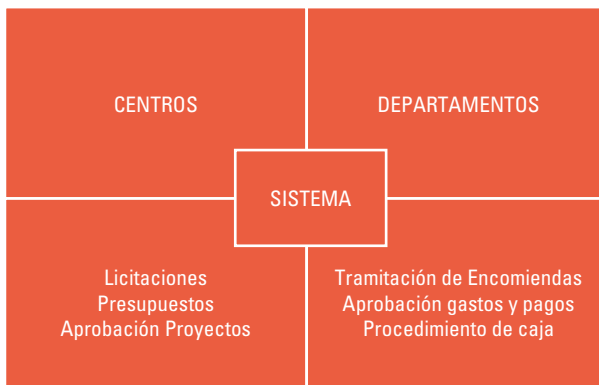 CENTROS
DEPARTAMENTOS
SISTEMA
Licitaciones
Presupuestos
Aprobación Proyectos
Tramitación de Encomiendas
Aprobación gastos y pagos
Procedimiento de caja